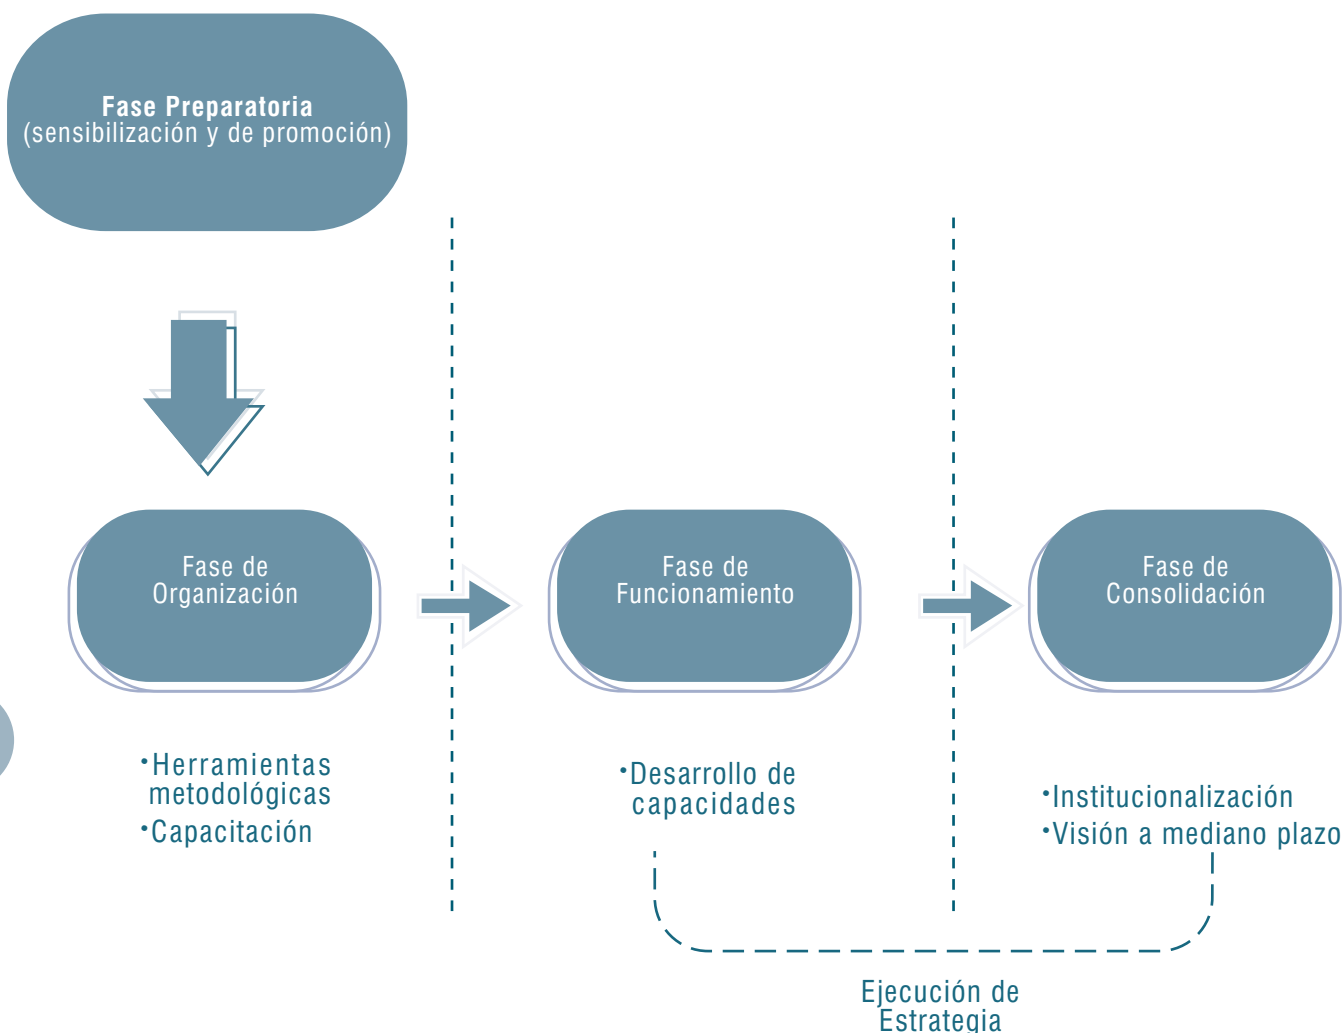 Fase Preparatoria
(sensibilización y de promoción)
Fase de
Organización
Fase de
Funcionamiento
Fase de
Consolidación
•Herramientas
metodológicas
•Capacitación
•Desarrollo de
capacidades
•Institucionalización
•Visión a mediano plazo
Ejecución de
Estrategia